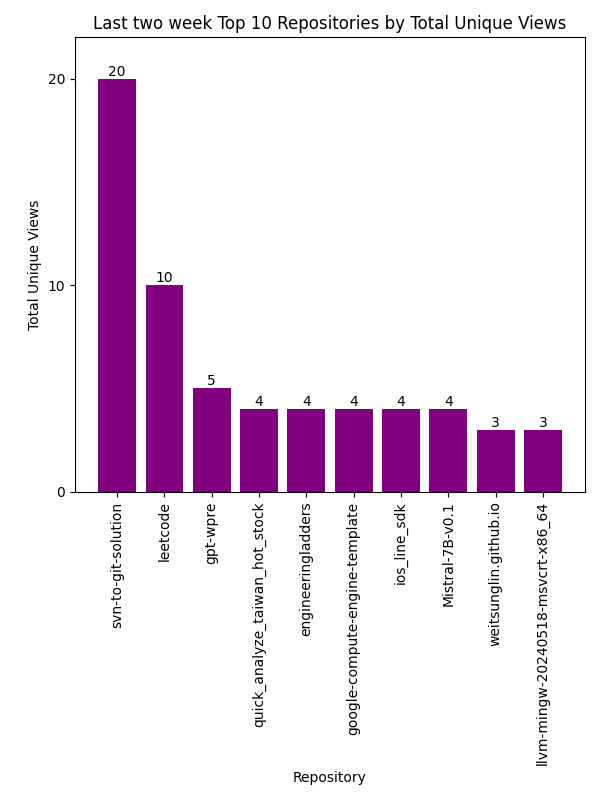 Last two week Top 10 Repositories by Total Unique Views
Total Unique Views
20
10
0
20
10
5
4
4
4
4
4
3
3
svn-to-git-solution
leetcode
gpt-wpre
quick_analyze_taiwan_hot_stock
engineeringladders
google-compute-engine-template
ios_line_sdk
Mistral-7B-v0.1
weitsunglin.github.io
llvm-mingw-20240518-msvcrt-x86_64
Repository